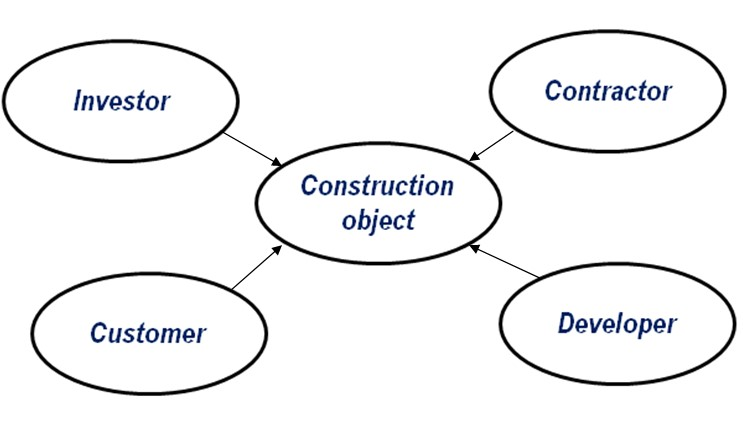 Investor
Contractor
Construction
object
Customer
Developer